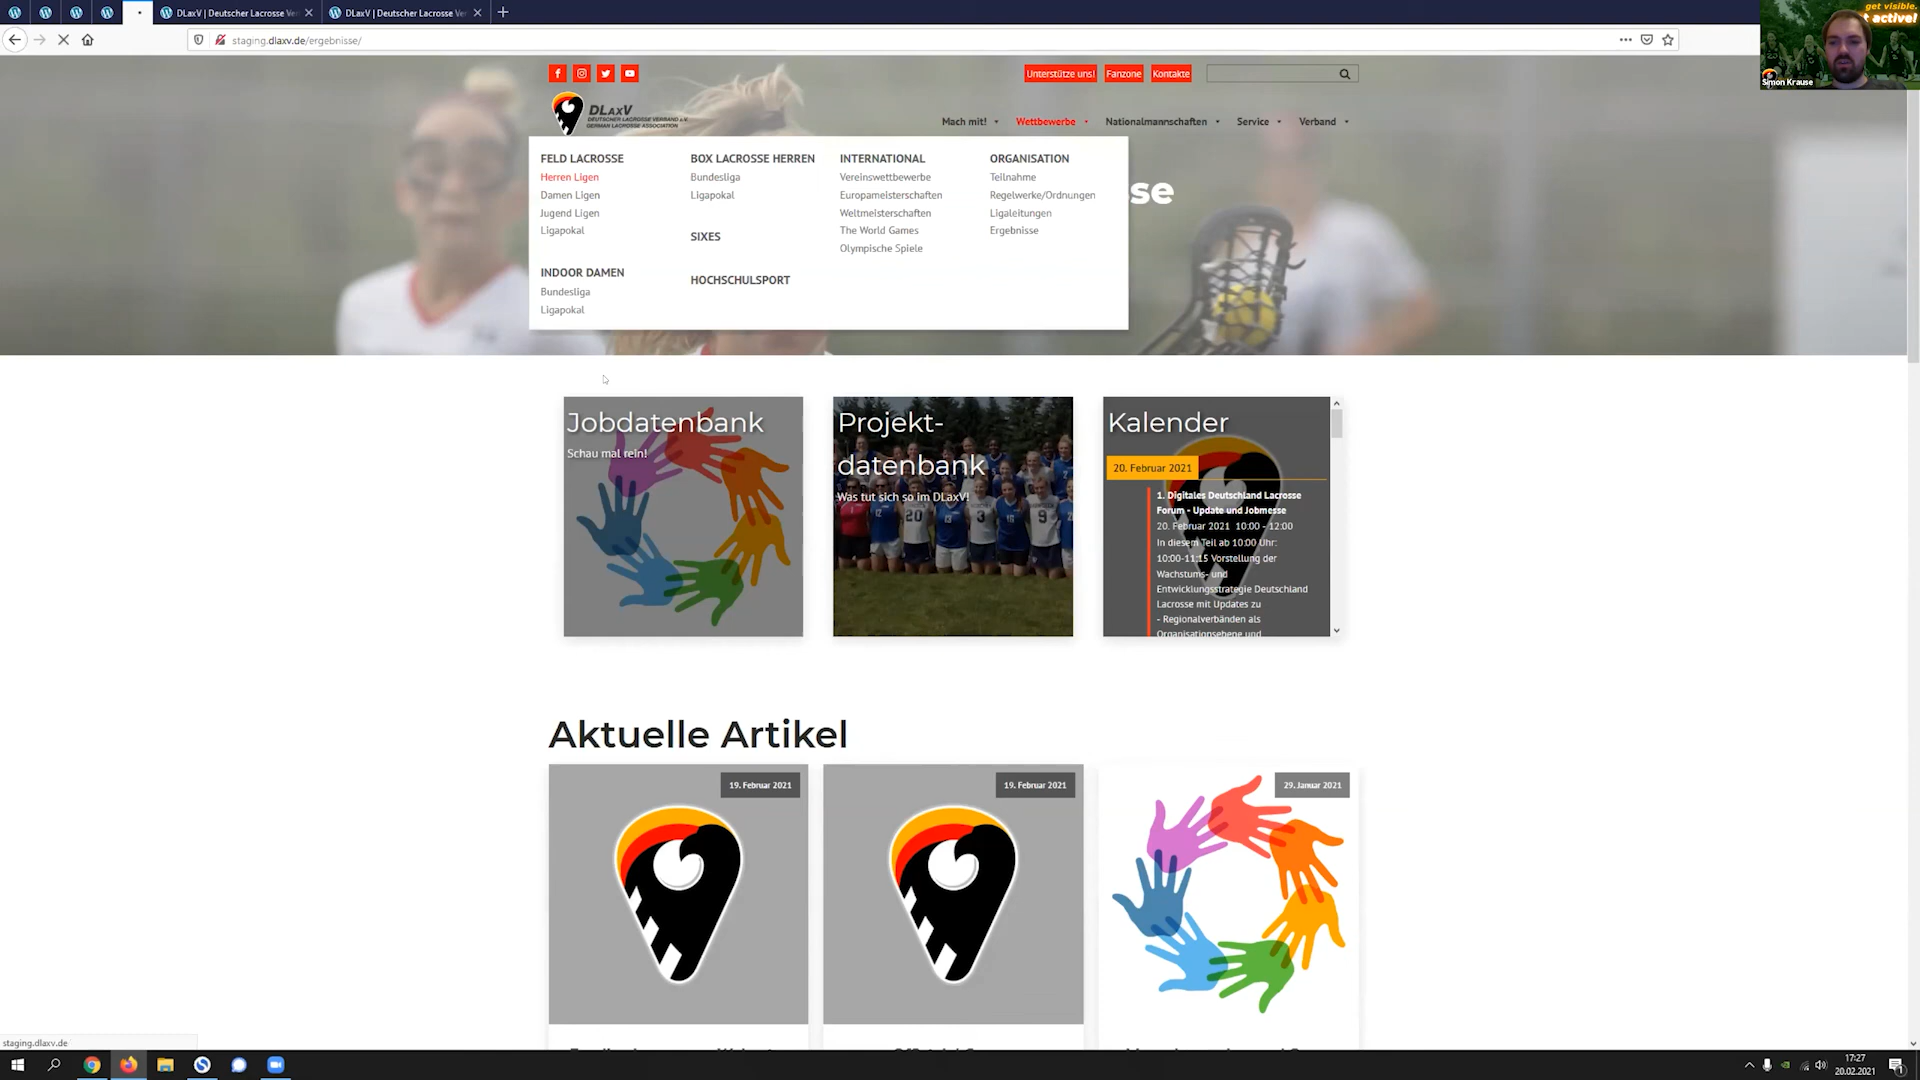 DLaxV | Deutscher Lacrosse Ve
DLaxV | Deutscher Lacrosse Ve
staging.dlaxv.de/ergebnisse/
get visible.
t active!
Simon Krause
Unterstütze uns!
Fanzone
Kontakte
DLaxV
DEUTSCHER LACROSSE VERBAND e.V.
GERMAN LACROSSE ASSOCIATION
Mach mit!
Wettbewerbe
Nationalmannschaften
Service
Verband
FELD LACROSSE
Herren Ligen
Damen Ligen
Jugend Ligen
Ligapokal
INDOOR DAMEN
Bundesliga
Ligapokal
BOX LACROSSE HERREN
Bundesliga
Ligapokal
SIXES
HOCHSCHULSPORT
INTERNATIONAL
Vereinswettbewerbe
Europameisterschaften
Weltmeisterschaften
The World Games
Olympische Spiele
ORGANISATION
Teilnahme
Regelwerke/Ordnungen
Ligaleitungen
Ergebnisse
se
Jobdatenbank
Schau mal rein!
Projekt-
datenbank
Was tut sich so im DLaxV!
Kalender
20. Februar 2021
1. Digitales Deutschland Lacrosse
Forum - Update und Jobmesse
20. Februar 2021 10:00 - 12:00
In diesem Teil ab 10:00 Uhr:
10:00-11:15 Vorstellung der
Wachstums- und
Entwicklungsstrategie Deutschland
Lacrosse mit Updates zu
- Regionalverbänden als
Organisationsebene und
Aktuelle Artikel
19. Februar 2021
19. Februar 2021
29. Januar 2021
staging.dlaxv.de
17:27
20.02.2021